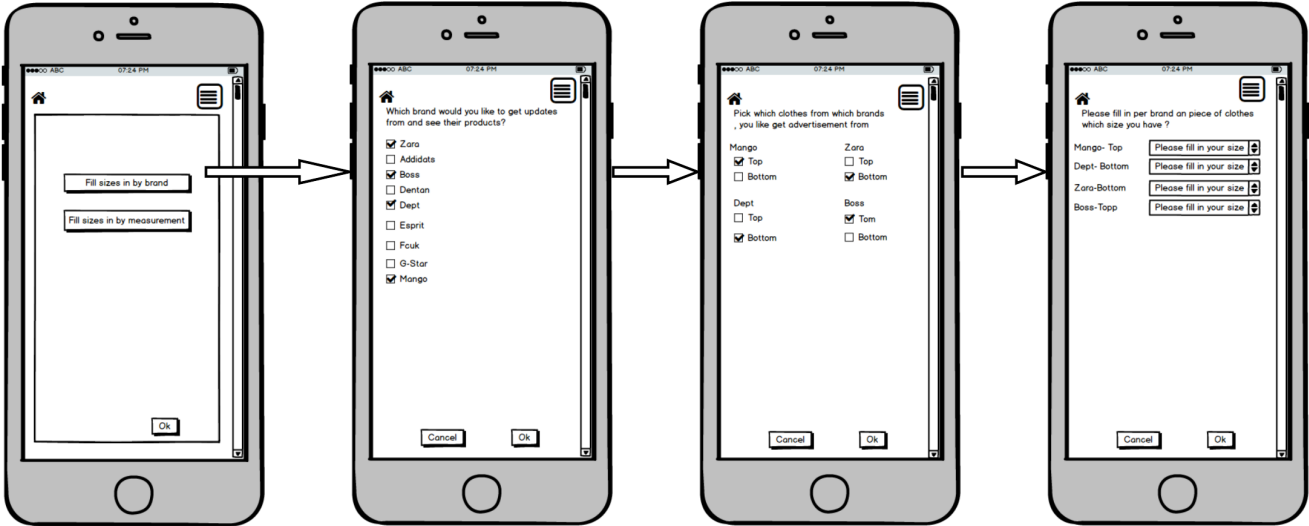 ABC 07:24 PM
Fill sizes in by brand
Fill sizes in by measurement
Ok
ABC 07:24 PM
Which brand would you like to get updates
from and see their products?
Zara
Addidats
Boss
Dentan
Dept
Esprit
Fcuk
G-Star
Mango
Cancel Ok
ABC 07:24 PM
Pick which clothes from which brands
, you like get advertisement from
Mango Zara
Top Top
Bottom Bottom
Dept Boss
Top Tom
Bottom Bottom
Cancel Ok
ABC 07:24 PM
Please fill in per brand an piece of clothes
which size you have ?
Mango- Top Please fill in your size
Dept- Bottom Please fill in your size
Zara-Bottom Please fill in your size
Boss-Topp Please fill in your size
Cancel Ok